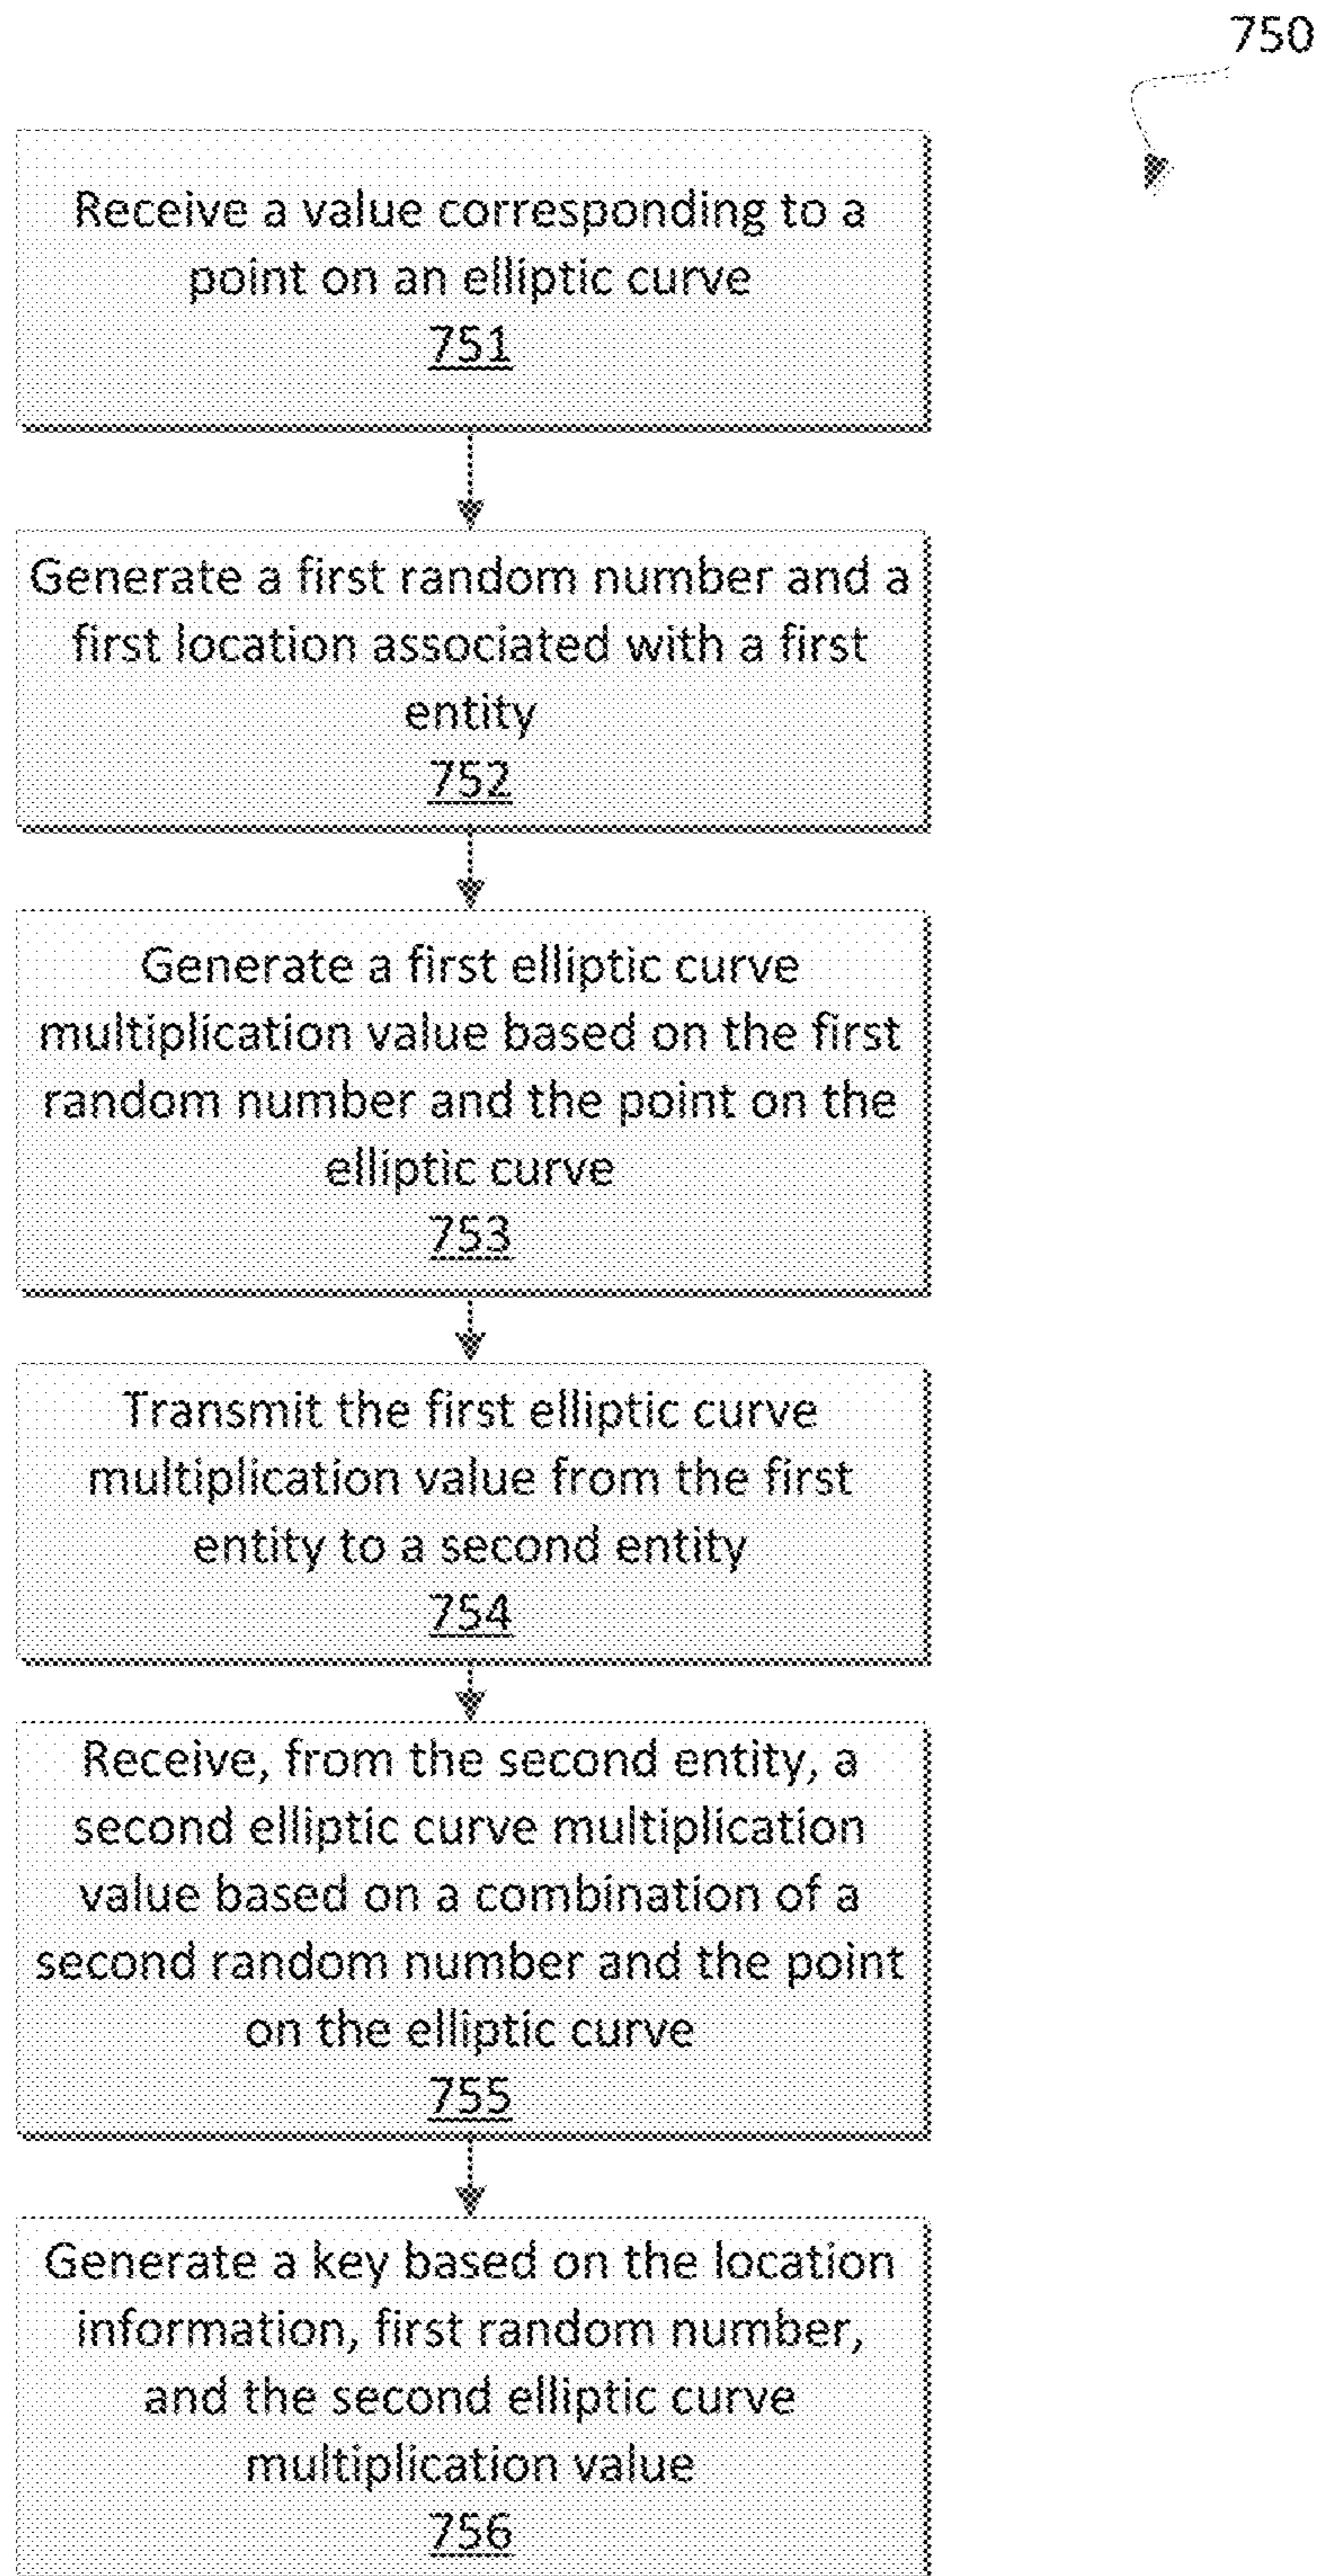 750
Receive a value corresponding to a
point on an elliptic curve
751
Generate a first random number and a
first location associated with a first
entity
752
Generate a first elliptic curve
multiplication value based on the first
random number and the point on the
elliptic curve
753
Transmit the first elliptic curve
multiplication value from the first
entity to a second entity
754
Receive, from the second entity, a
second elliptic curve multiplication
value based on a combination of a
second random number and the point
on the elliptic curve
755
Generate a key based on the location
information, first random number,
and the second elliptic curve
multiplication value
756